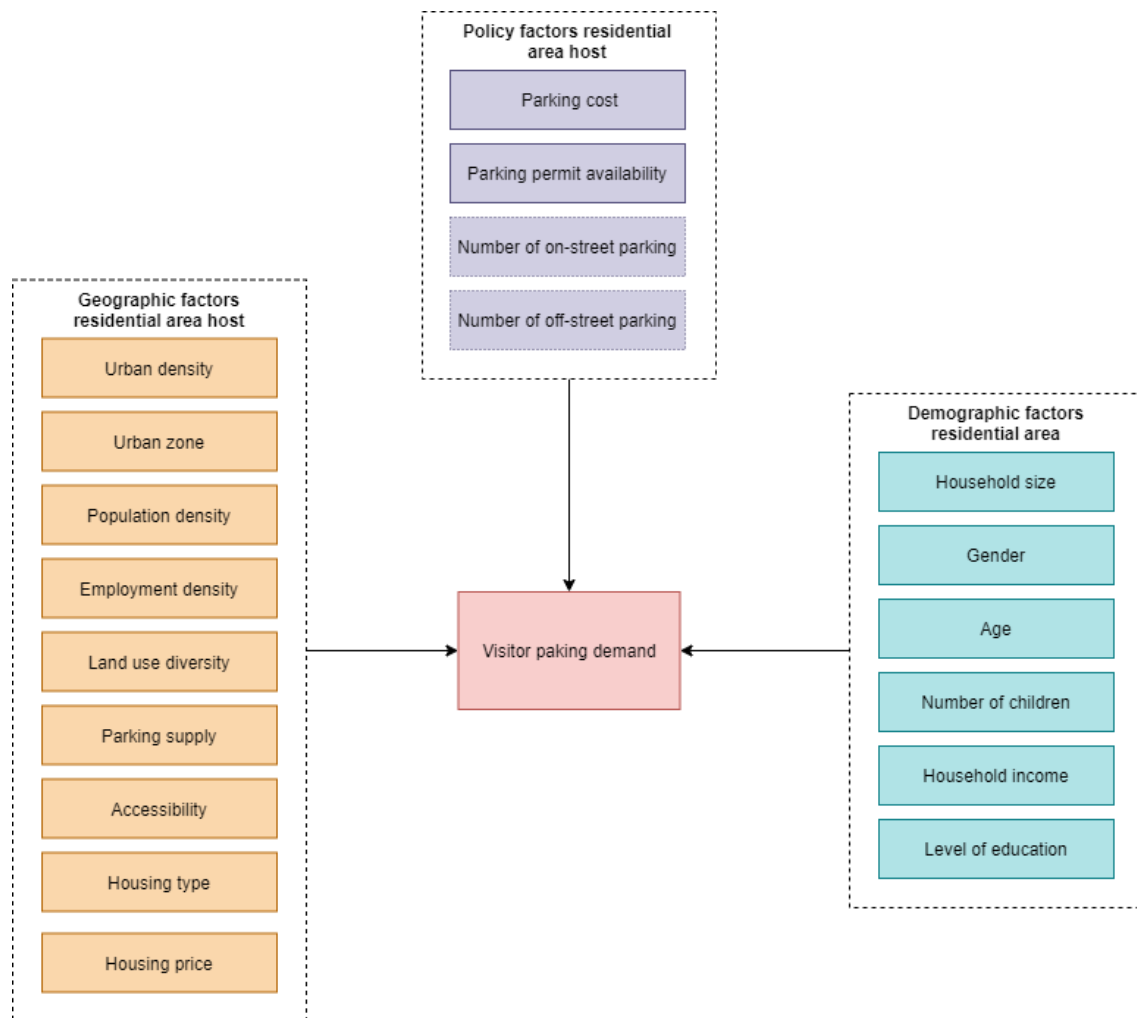 Policy factors residential
area host
Parking cost
Parking permit availability
Number of on-street parking
Number of off-street parking
Geographic factors
residential area host
Urban density
Urban zone
Population density
Employment density
Land use diversity
Parking supply
Accessibility
Housing type
Housing price
Visitor paking demand
Demographic factors
residential area
Household size
Gender
Age
Number of children
Household income
Level of education